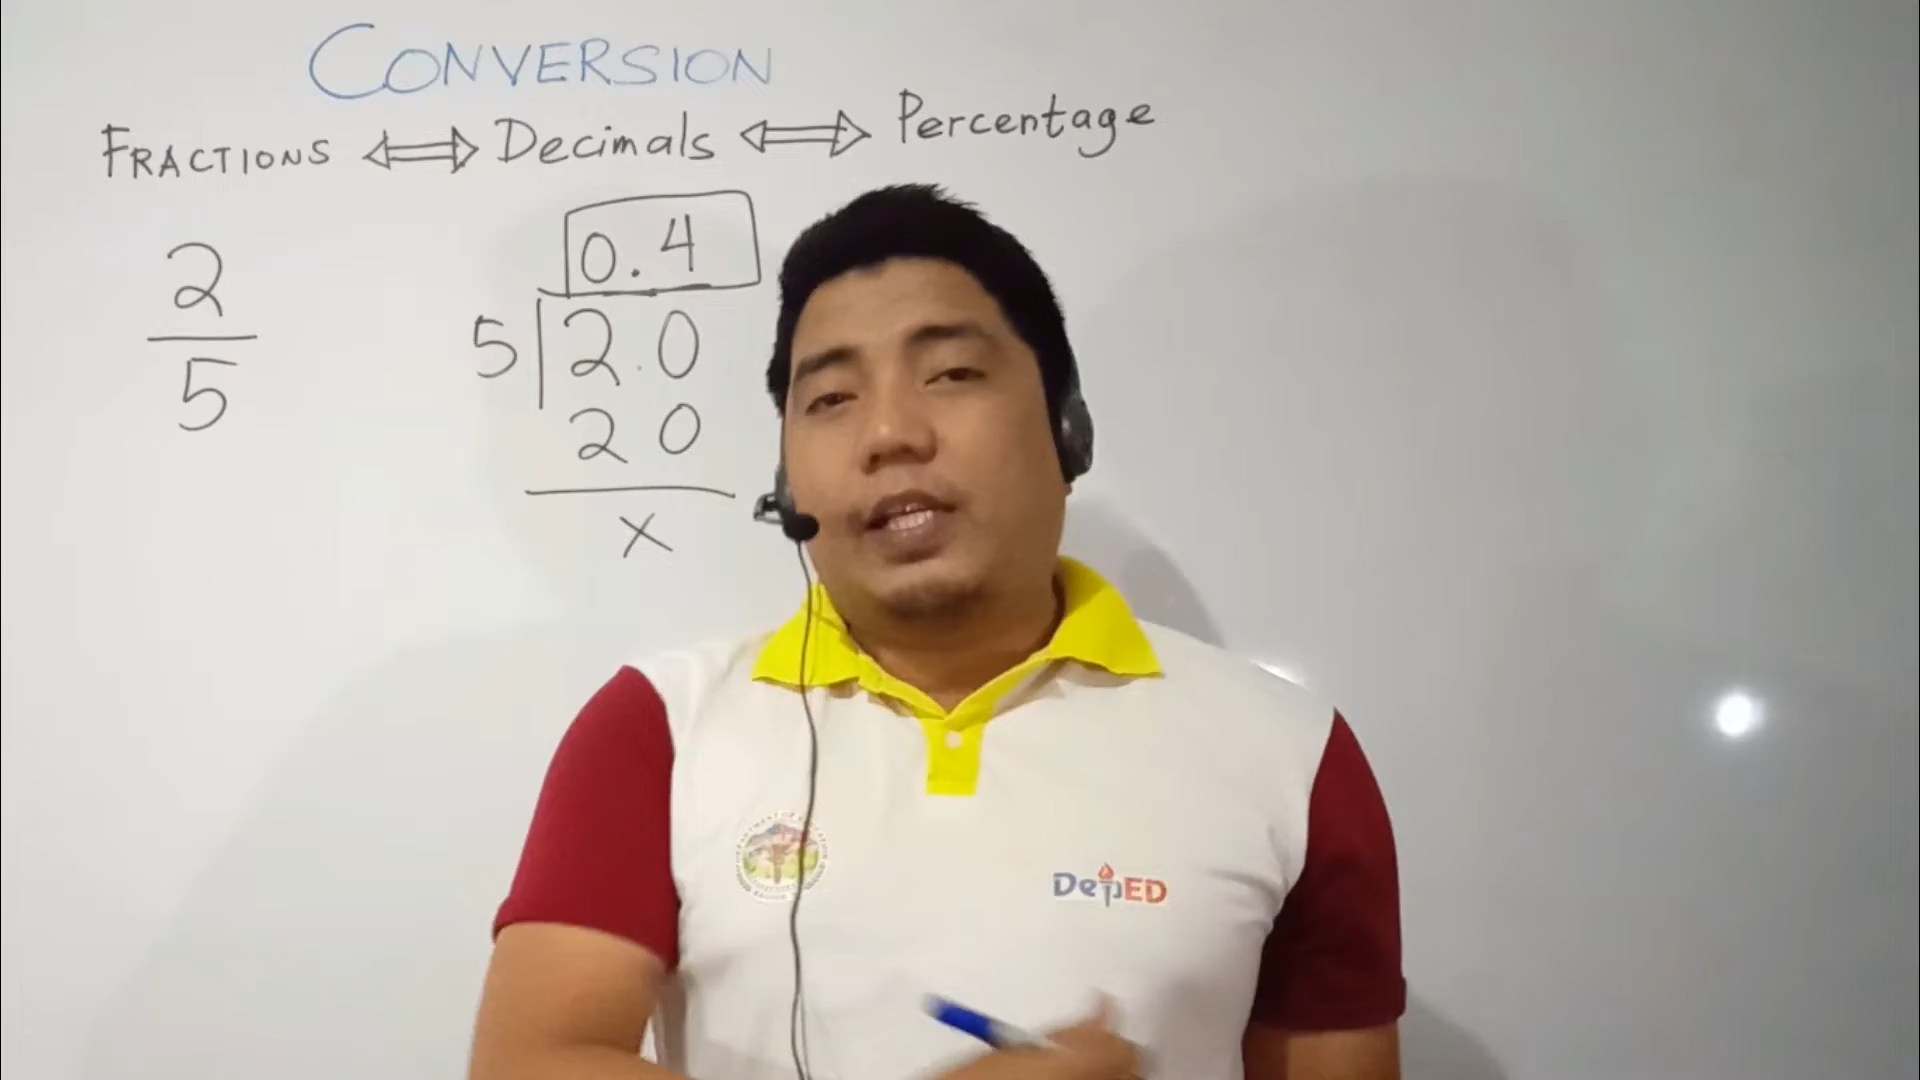 CONVERSION
FRACTIONS ⇔ Decimals ⇔ Percentage
2
5
0.4
5 2.0
20
x
DepED